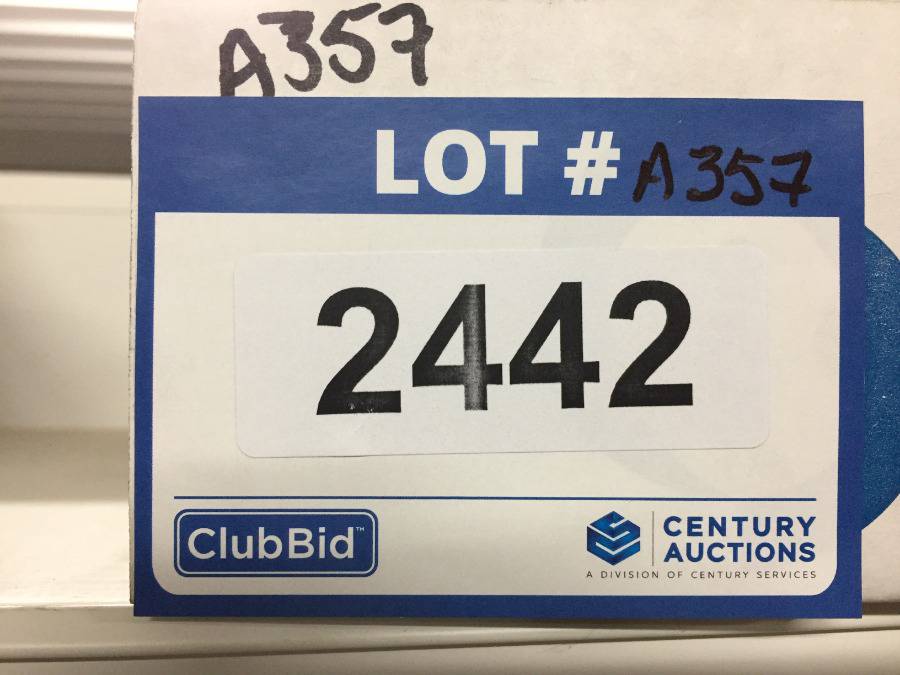 A357
LOT # A357
2442
ClubBid™
CENTURY
AUCTIONS
A DIVISION OF CENTURY SERVICES